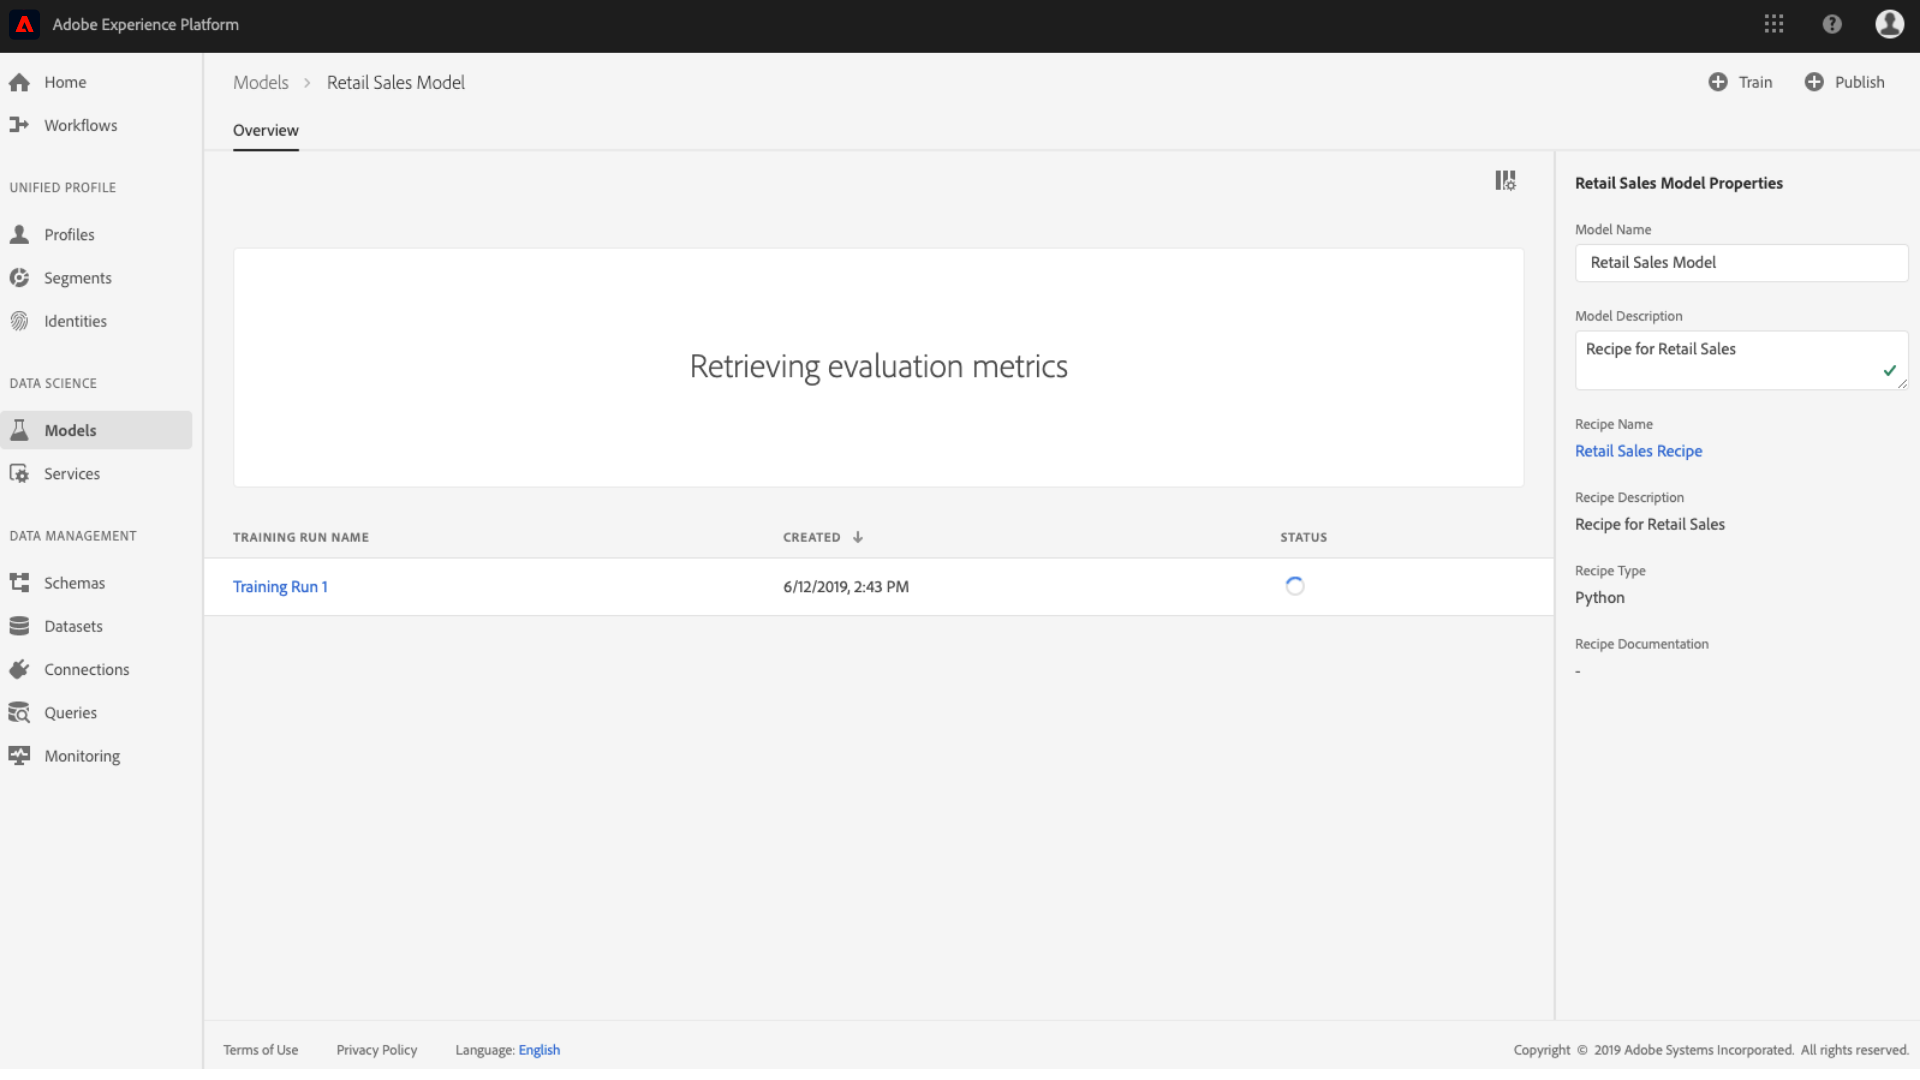 Adobe Experience Platform
Home
Workflows
UNIFIED PROFILE
Profiles
Segments
Identities
DATA SCIENCE
Models
Services
DATA MANAGEMENT
Schemas
Datasets
Connections
Queries
Monitoring
Models > Retail Sales Model
Train
Publish
Overview
Retrieving evaluation metrics
TRAINING RUN NAME CREATED ↓ STATUS
Training Run 1 6/12/2019, 2:43 PM
Retail Sales Model Properties
Model Name
Retail Sales Model
Model Description
Recipe for Retail Sales
Recipe Name
Retail Sales Recipe
Recipe Description
Recipe for Retail Sales
Recipe Type
Python
Recipe Documentation
-
Terms of Use Privacy Policy Language: English
Copyright © 2019 Adobe Systems Incorporated. All rights reserved.